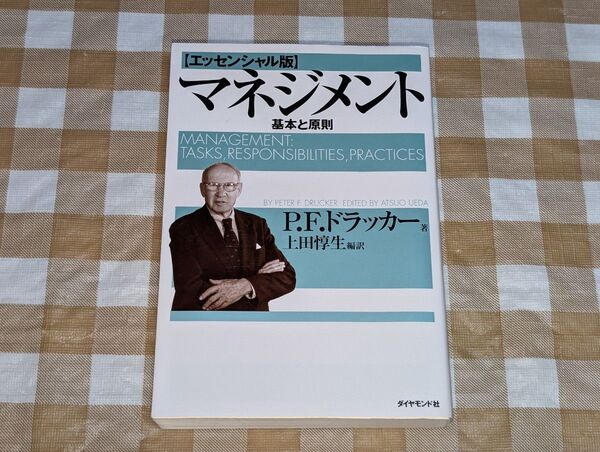 【エッセンシャル版】
マネジメント
基本と原則
MANAGEMENT:
TASKS,RESPONSIBILITIES,PRACTICES
BY PETER F. DRUCKER EDITED BY ATSUO UEDA
P.F.ドラッカー著
上田惇生編訳
ダイヤモンド社